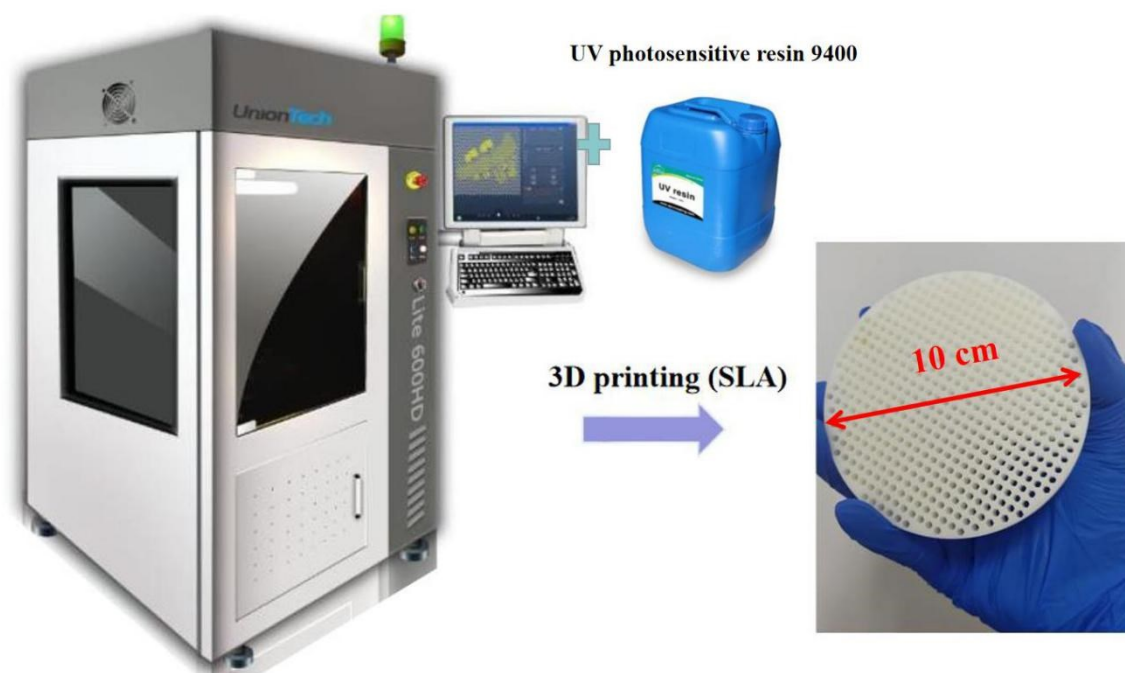 UV photosensitive resin 9400
UnionTech
UV resin
Lite 600HD
3D printing (SLA)
10 cm